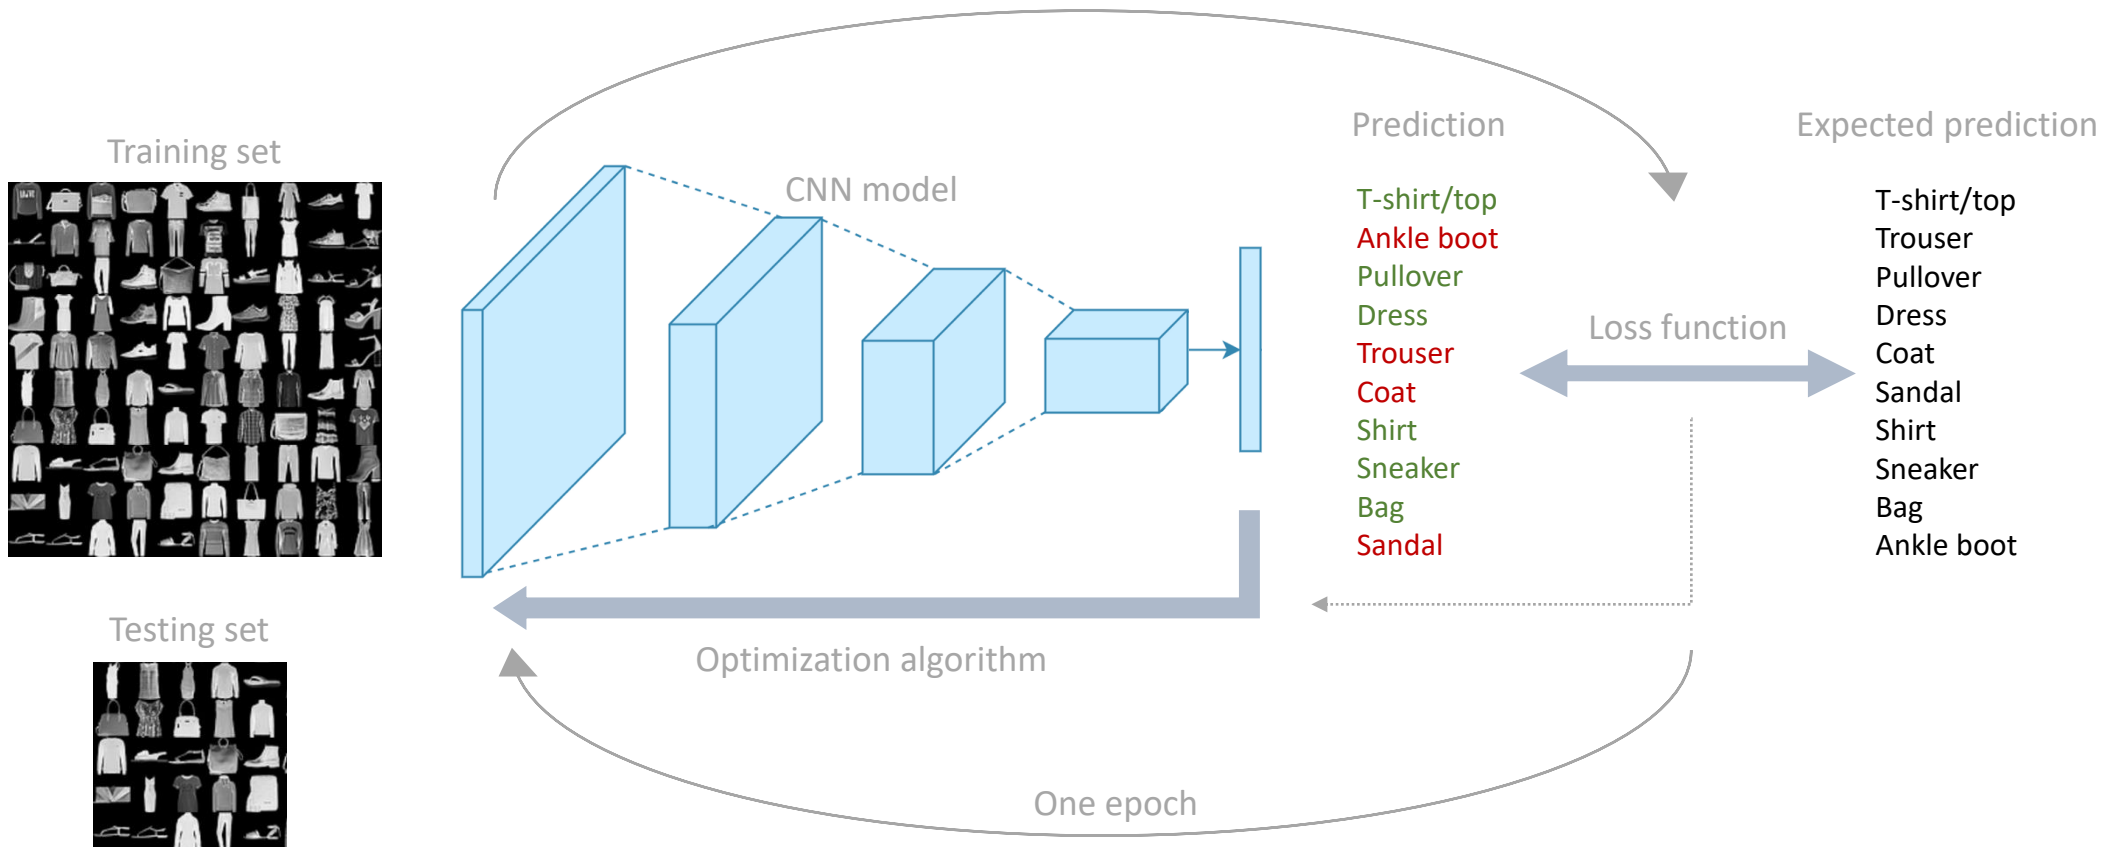 Training set
Testing set
CNN model
Optimization algorithm
One epoch
Prediction
T-shirt/top
Ankle boot
Pullover
Dress
Trouser
Coat
Shirt
Sneaker
Bag
Sandal
Loss function
Expected prediction
T-shirt/top
Trouser
Pullover
Dress
Coat
Sandal
Shirt
Sneaker
Bag
Ankle boot